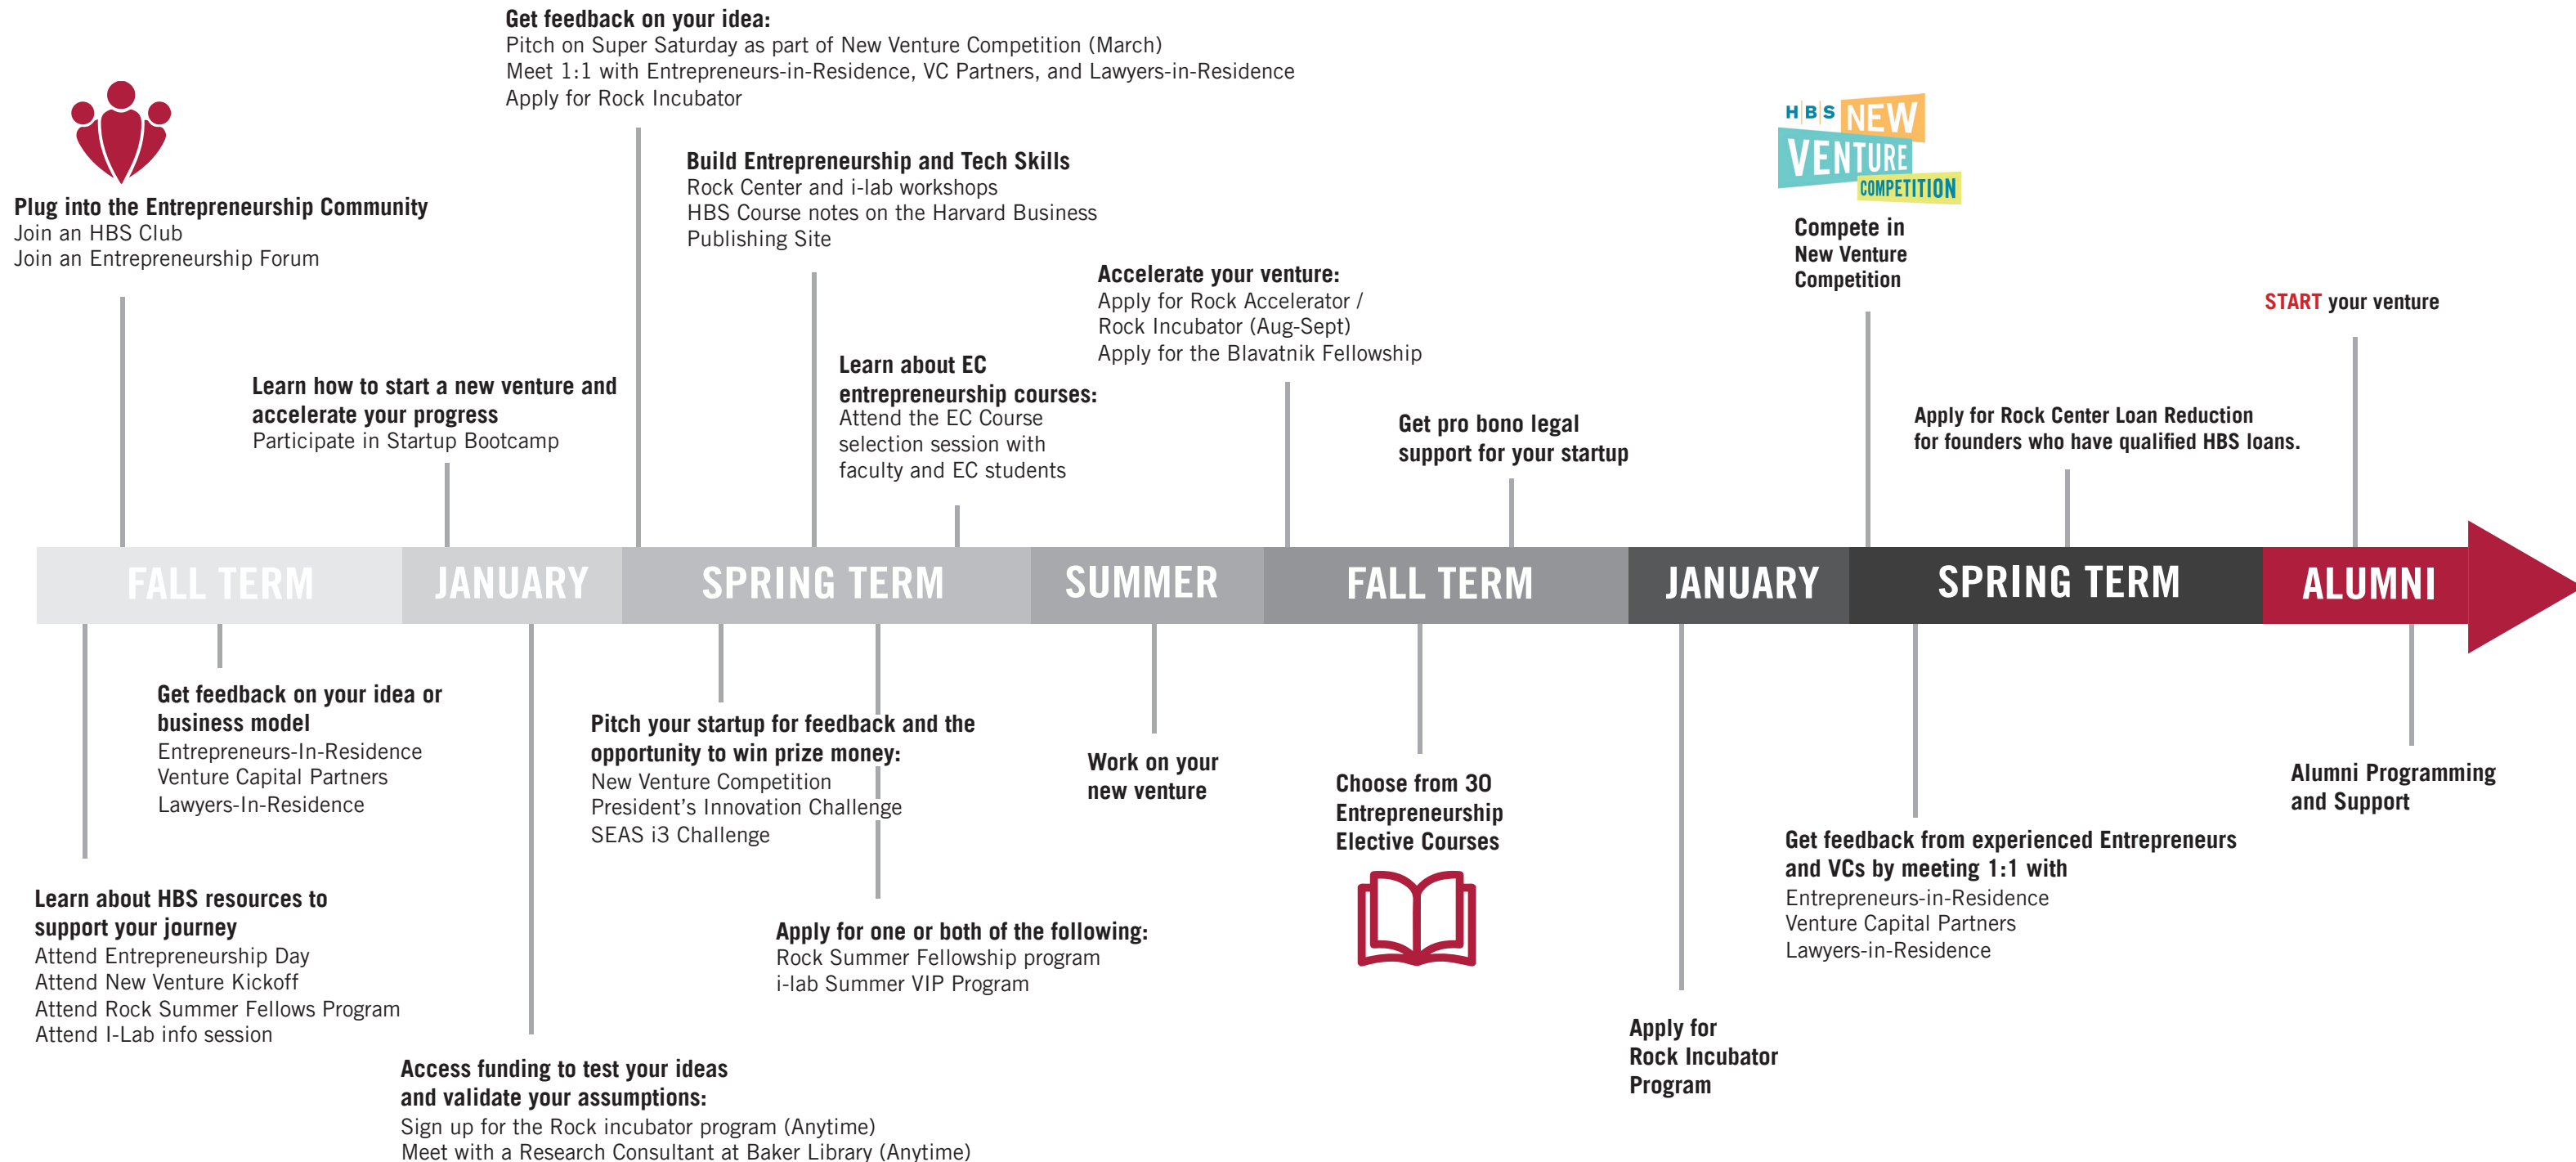 Get feedback on your idea:
Pitch on Super Saturday as part of New Venture Competition (March)
Meet 1:1 with Entrepreneurs-in-Residence, VC Partners, and Lawyers-in-Residence
Apply for Rock Incubator
Plug into the Entrepreneurship Community
Join an HBS Club
Join an Entrepreneurship Forum
Build Entrepreneurship and Tech Skills
Rock Center and i-lab workshops
HBS Course notes on the Harvard Business
Publishing Site
H|B|S NEW
VENTURE
COMPETITION
Compete in
New Venture
Competition
Accelerate your venture:
Apply for Rock Accelerator /
Rock Incubator (Aug-Sept)
Apply for the Blavatnik Fellowship
START your venture
Learn how to start a new venture and
accelerate your progress
Participate in Startup Bootcamp
Learn about EC
entrepreneurship courses:
Attend the EC Course
selection session with
faculty and EC students
Get pro bono legal
support for your startup
Apply for Rock Center Loan Reduction
for founders who have qualified HBS loans.
FALL TERM
JANUARY
SPRING TERM
SUMMER
FALL TERM
JANUARY
SPRING TERM
ALUMNI
Get feedback on your idea or
business model
Entrepreneurs-In-Residence
Venture Capital Partners
Lawyers-In-Residence
Pitch your startup for feedback and the
opportunity to win prize money:
New Venture Competition
President's Innovation Challenge
SEAS i3 Challenge
Work on your
new venture
Choose from 30
Entrepreneurship
Elective Courses
Alumni Programming
and Support
Get feedback from experienced Entrepreneurs
and VCs by meeting 1:1 with
Entrepreneurs-in-Residence
Venture Capital Partners
Lawyers-in-Residence
Learn about HBS resources to
support your journey
Attend Entrepreneurship Day
Attend New Venture Kickoff
Attend Rock Summer Fellows Program
Attend I-Lab info session
Apply for one or both of the following:
Rock Summer Fellowship program
i-lab Summer VIP Program
Apply for
Rock Incubator
Program
Access funding to test your ideas
and validate your assumptions:
Sign up for the Rock incubator program (Anytime)
Meet with a Research Consultant at Baker Library (Anytime)